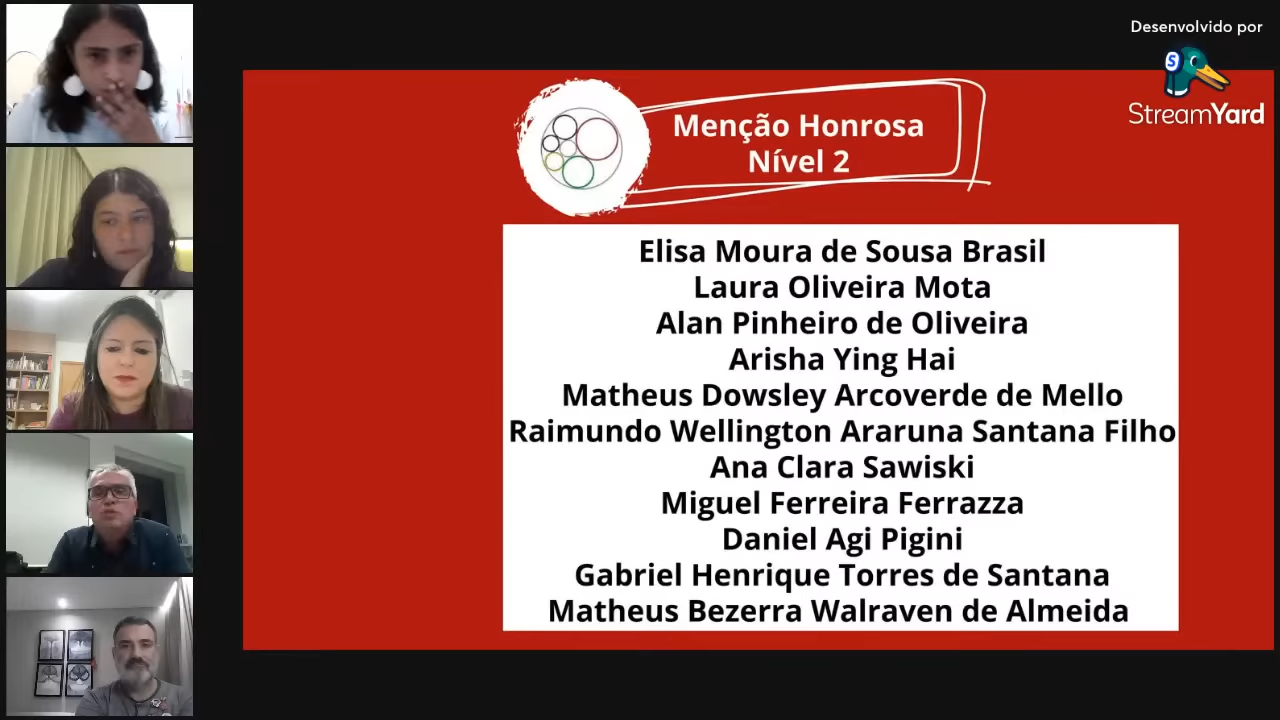 Desenvolvido por
S
StreamYard
Menção Honrosa
Nível 2
Elisa Moura de Sousa Brasil
Laura Oliveira Mota
Alan Pinheiro de Oliveira
Arisha Ying Hai
Matheus Dowsley Arcoverde de Mello
Raimundo Wellington Araruna Santana Filho
Ana Clara Sawiski
Miguel Ferreira Ferrazza
Daniel Agi Pigini
Gabriel Henrique Torres de Santana
Matheus Bezerra Walraven de Almeida